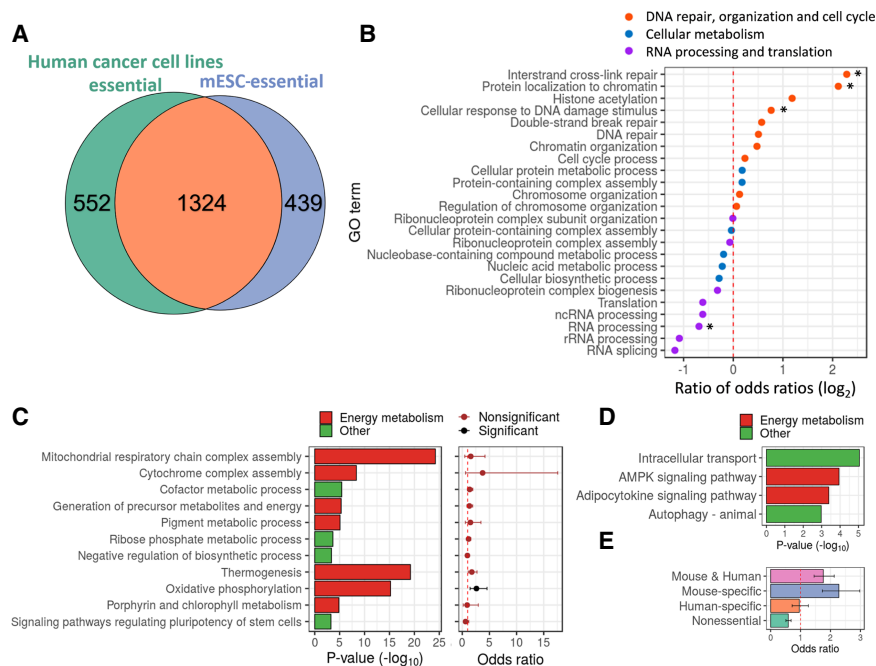 A
Human cancer cell lines
essential
mESC-essential
552
1324
439
B
DNA repair, organization and cell cycle
Cellular metabolism
RNA processing and translation
GO term
Interstrand cross-link repair
*
Protein localization to chromatin
*
Histone acetylation
Cellular response to DNA damage stimulus
*
Double-strand break repair
DNA repair
Chromatin organization
Cell cycle process
Cellular protein metabolic process
Protein-containing complex assembly
Chromosome organization
Regulation of chromosome organization
Ribonucleoprotein complex subunit organization
Cellular protein-containing complex assembly
Ribonucleoprotein complex assembly
Nucleobase-containing compound metabolic process
Nucleic acid metabolic process
Cellular biosynthetic process
Ribonucleoprotein complex biogenesis
Translation
ncRNA processing
RNA processing
*
rRNA processing
RNA splicing
-1 0 1 2
Ratio of odds ratios (log2)
C
Energy metabolism
Other
Nonsignificant
Significant
Mitochondrial respiratory chain complex assembly
Cytochrome complex assembly
Cofactor metabolic process
Generation of precursor metabolites and energy
Pigment metabolic process
Ribose phosphate metabolic process
Negative regulation of biosynthetic process
Thermogenesis
Oxidative phosphorylation
Porphyrin and chlorophyll metabolism
Signaling pathways regulating pluripotency of stem cells
0 5 10 15 20 25
P-value (-log10)
0 5 10 15
Odds ratio
D
Energy metabolism
Other
Intracellular transport
AMPK signaling pathway
Adipocytokine signaling pathway
Autophagy - animal
0 1 2 3 4 5
P-value (-log10)
E
Mouse & Human
Mouse-specific
Human-specific
Nonessential
0 1 2 3
Odds ratio